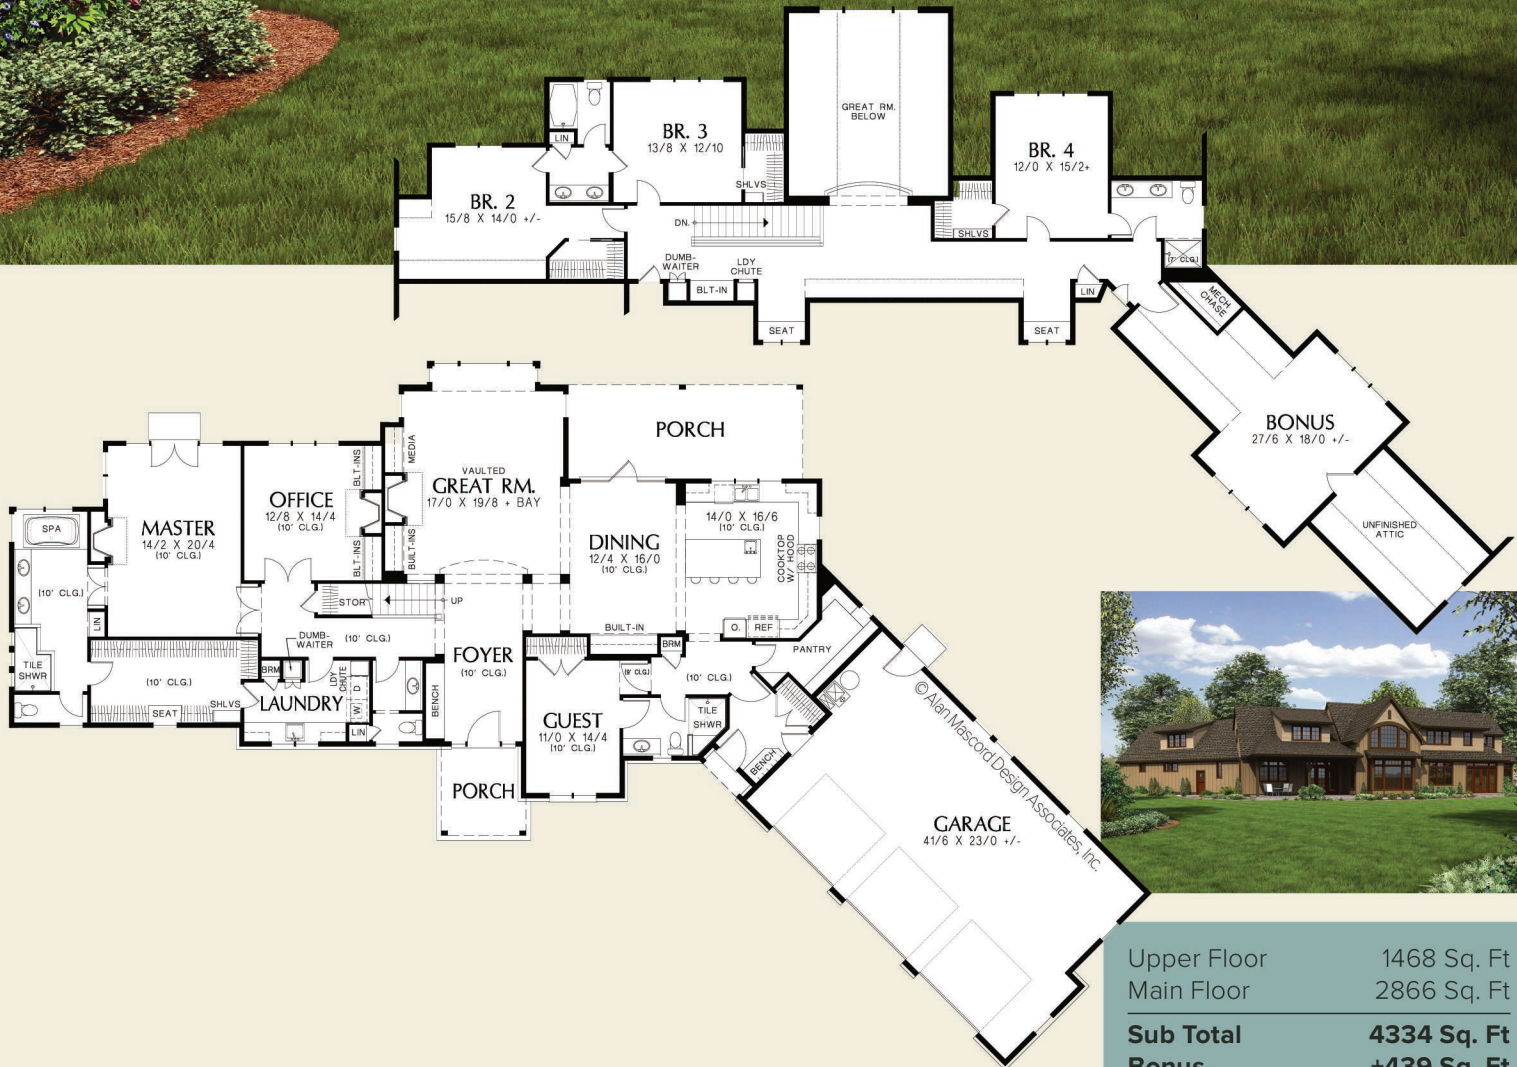 GREAT RM.
BELOW
LIN
BR. 3
13/8 X 12/10
SHLVS
BR. 4
12/0 X 15/2+
BR. 2
15/8 X 14/0 +/-
DN.
SHLVS
(7' CLG.)
DUMB-
WAITER
LDY
CHUTE
BLT-IN
LIN
MECH
CHASE
SEAT
SEAT
BONUS
27/6 X 18/0 +/-
UNFINISHED
ATTIC
PORCH
MEDIA
VAULTED
GREAT RM.
17/0 X 19/8 + BAY
BUILT-INS
BLT-INS
OFFICE
12/8 X 14/4
(10' CLG.)
BLT-INS
MASTER
14/2 X 20/4
(10' CLG.)
SPA
(10' CLG.)
LIN
TILE
SHWR
14/0 X 16/6
(10' CLG.)
COOKTOP
W/ HOOD
DINING
12/4 X 16/0
(10' CLG.)
STOR
UP
DUMB-
WAITER
(10' CLG.)
BUILT-IN
O.
REF
BRM
PANTRY
FOYER
(10' CLG.)
BENCH
(10' CLG.)
SEAT
SHLVS
BRM
LDY
CHUTE
LAUNDRY
D
W
LIN
(9' CLG.)
(10' CLG.)
GUEST
11/0 X 14/4
(10' CLG.)
TILE
SHWR
BENCH
PORCH
GARAGE
41/6 X 23/0 +/-
© Alan Mascord Design Associates, Inc.
Upper Floor 1468 Sq. Ft
Main Floor 2866 Sq. Ft
Sub Total 4334 Sq. Ft
Bonus +439 Sq. Ft